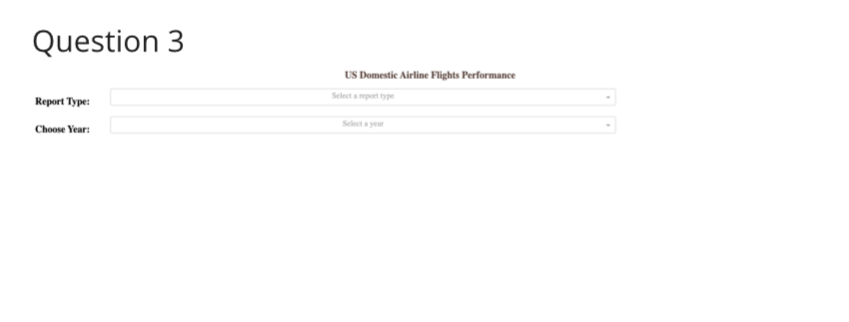 Question 3
US Domestic Airline Flights Performance
Report Type:
Select a report type
Choose Year:
Select a year